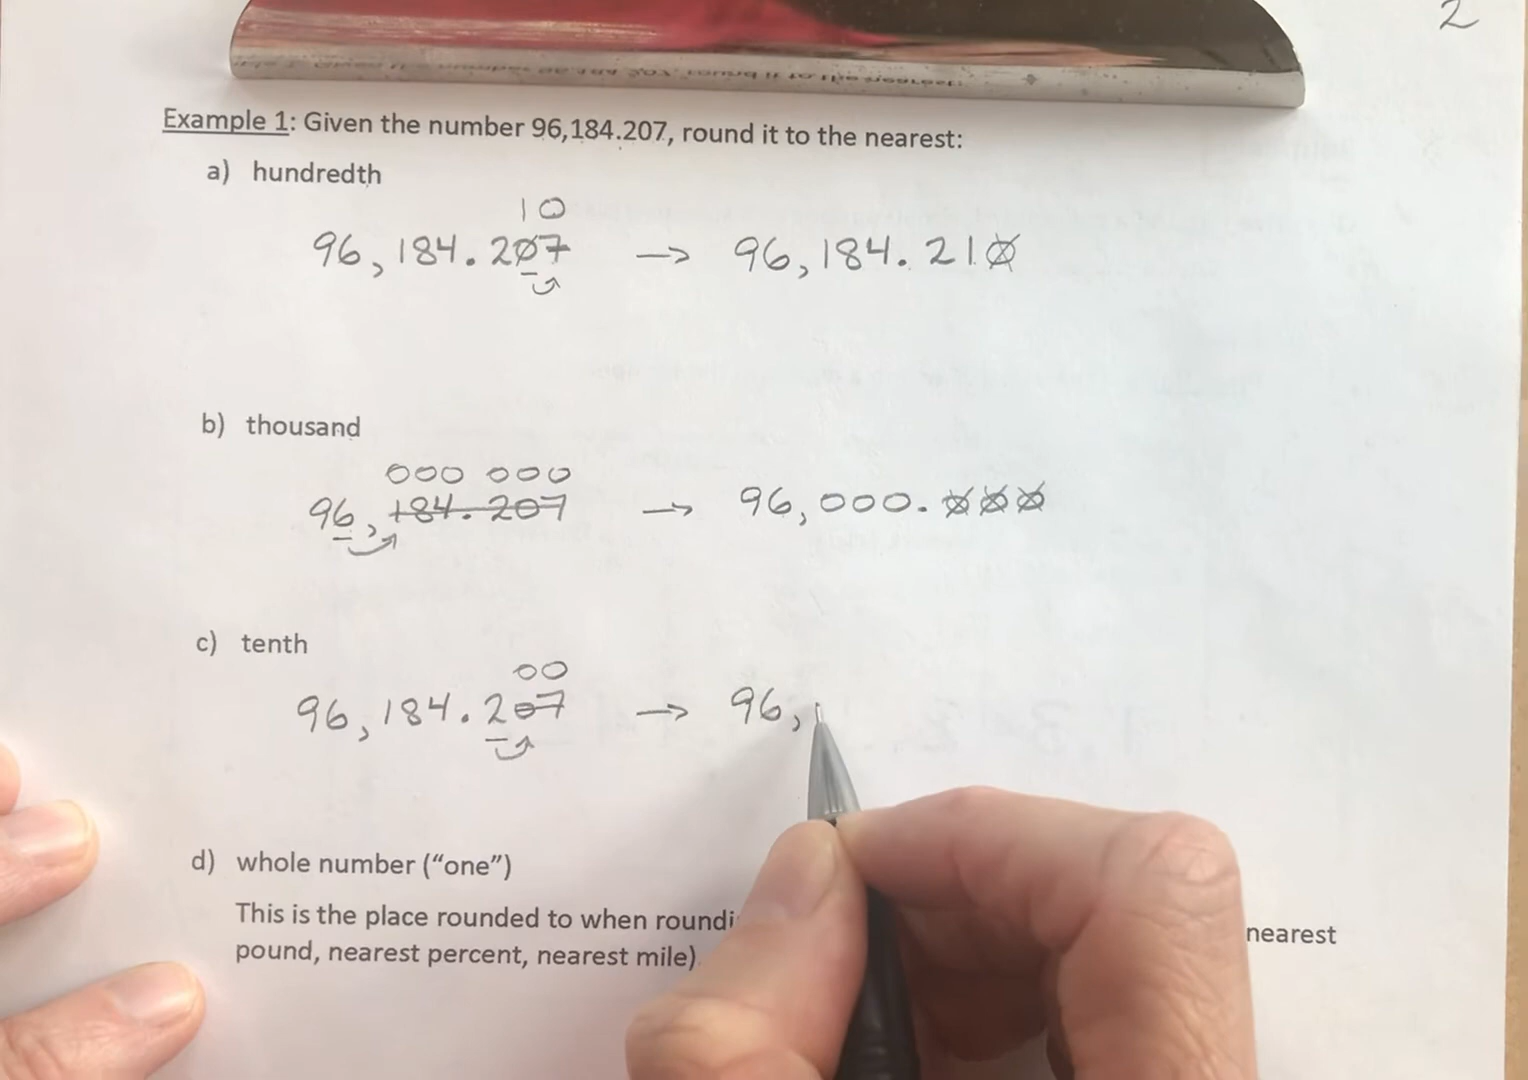 2
Example 1: Given the number 96,184.207, round it to the nearest:
a) hundredth
10
96,184.207 → 96,184.210
b) thousand
000 000
96,184.207 → 96,000.000
c) tenth
00
96,184.207 → 96,
d) whole number (“one”)
This is the place rounded to when roundi nearest
pound, nearest percent, nearest mile)